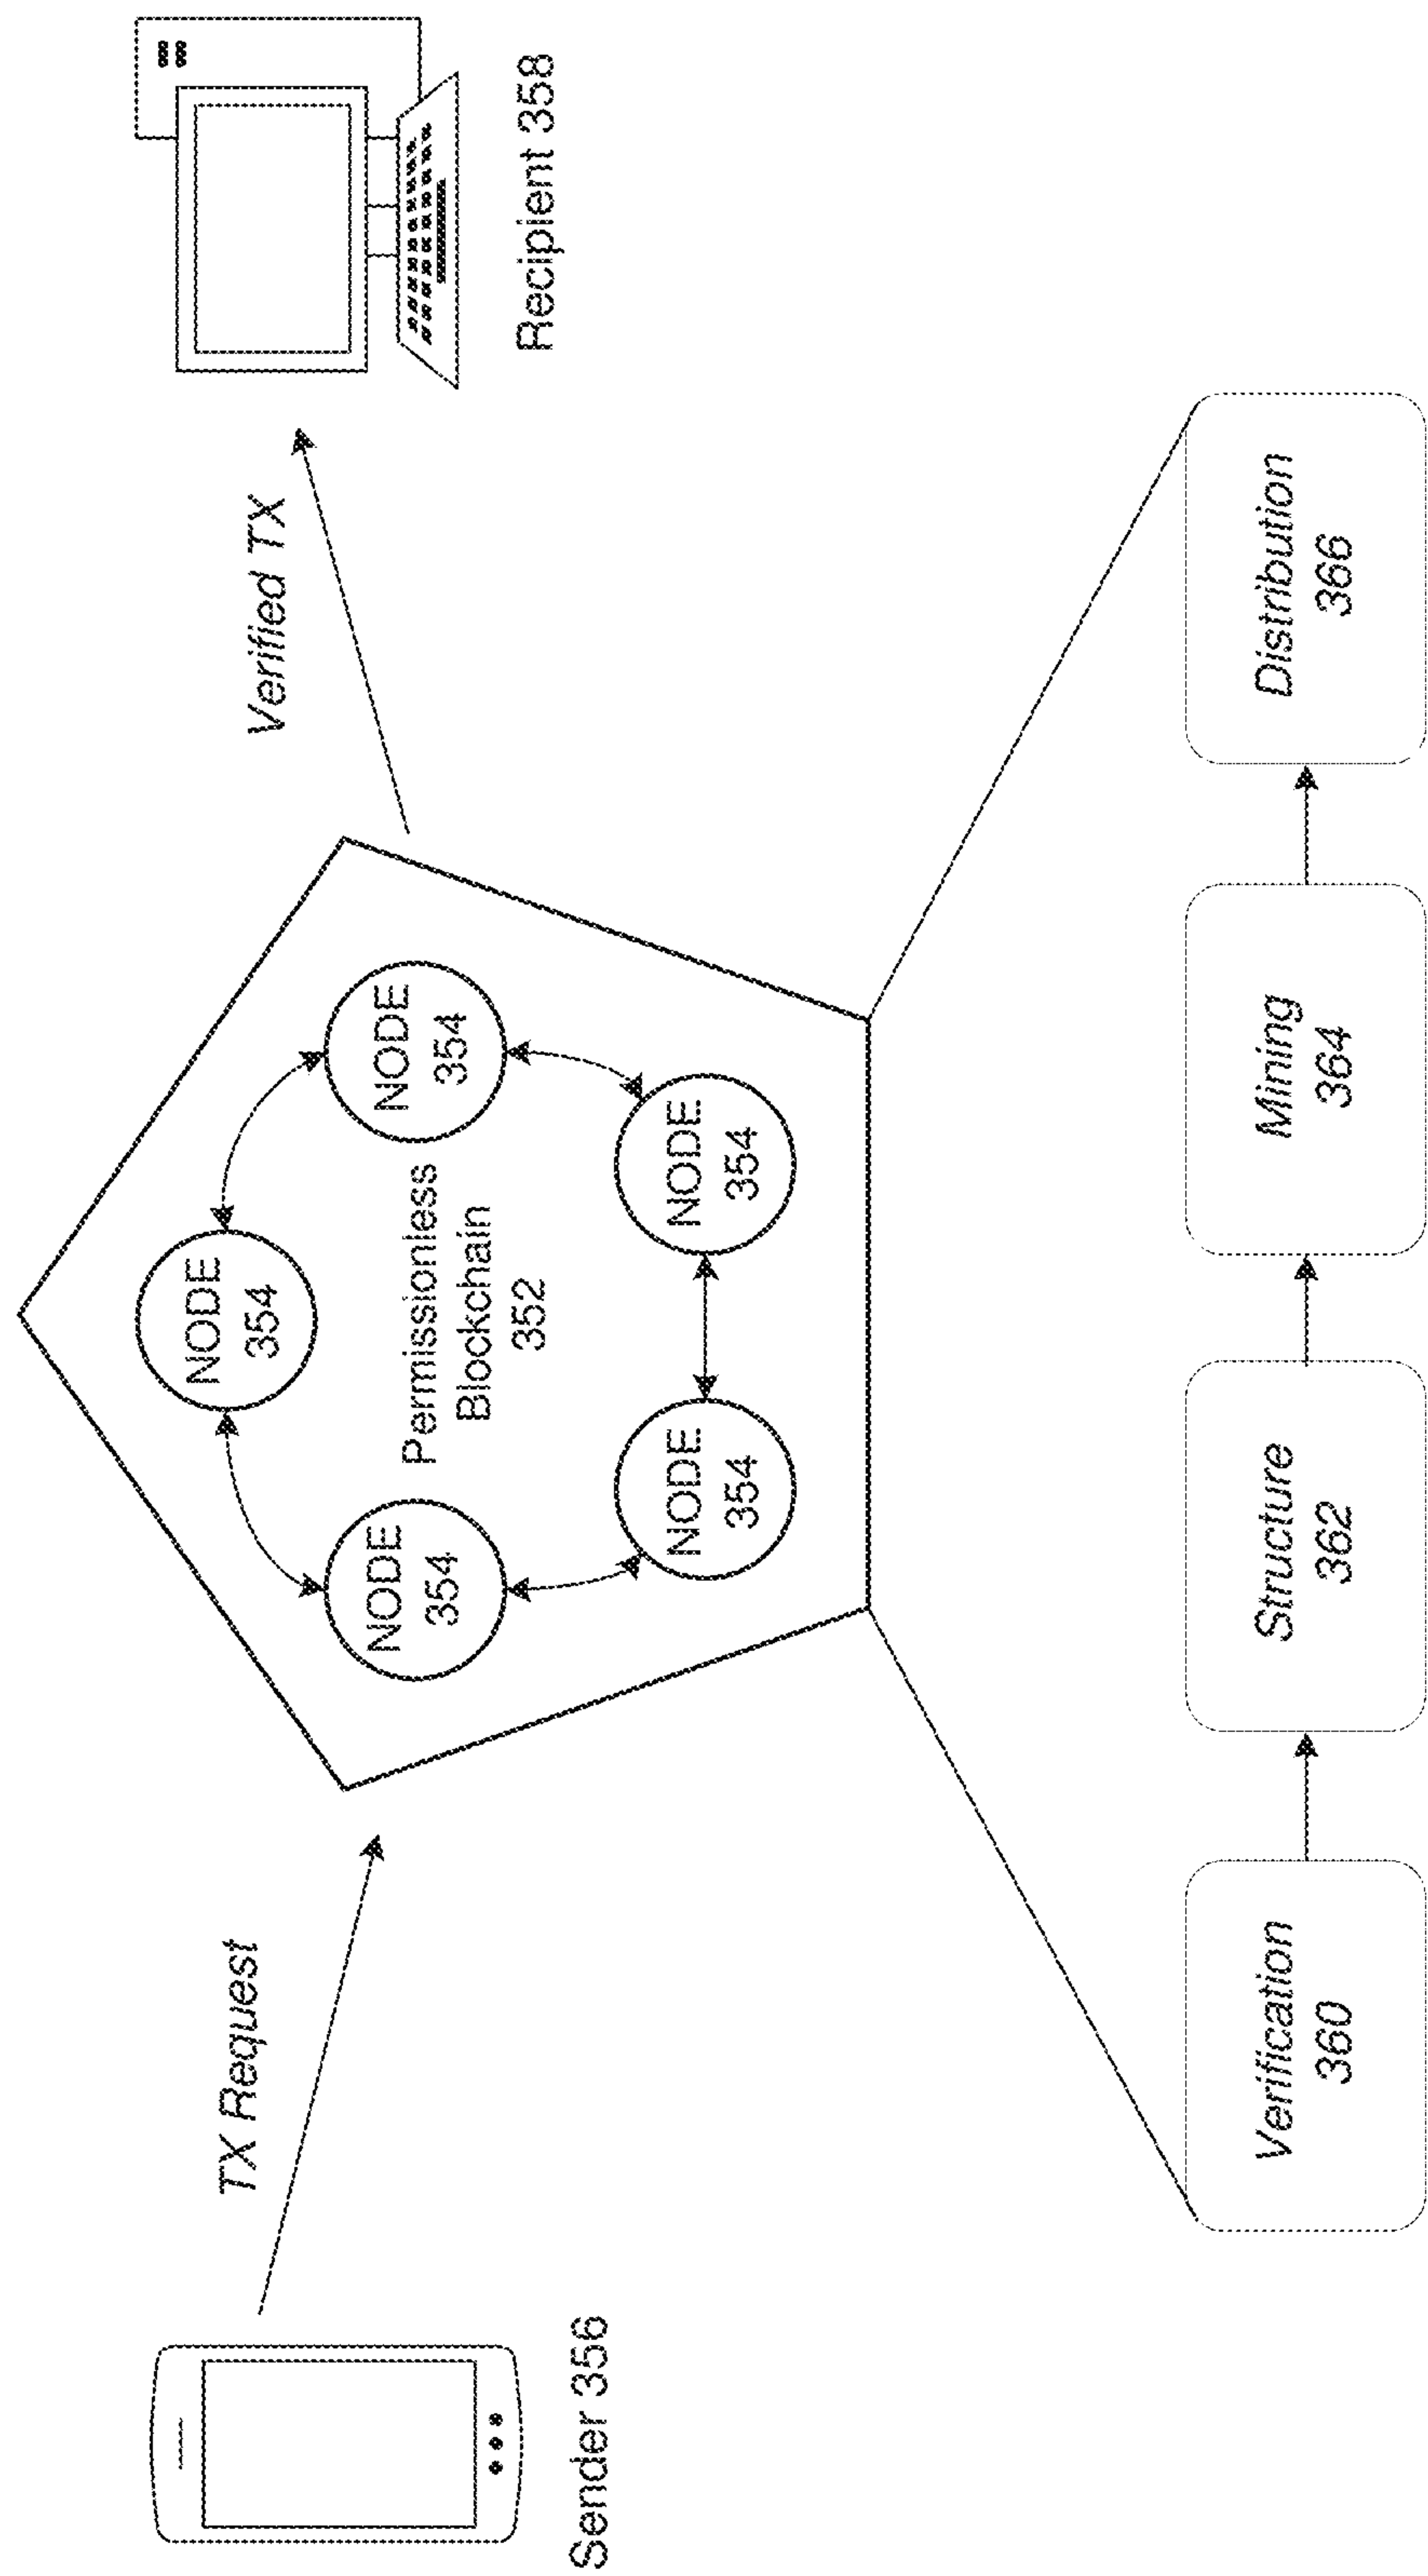 TX Request
Verified TX
Sender 356
Recipient 358
NODE
354
NODE
354
NODE
354
Permissionless
Blockchain
352
NODE
354
NODE
354
Verification
360
Structure
362
Mining
364
Distribution
366